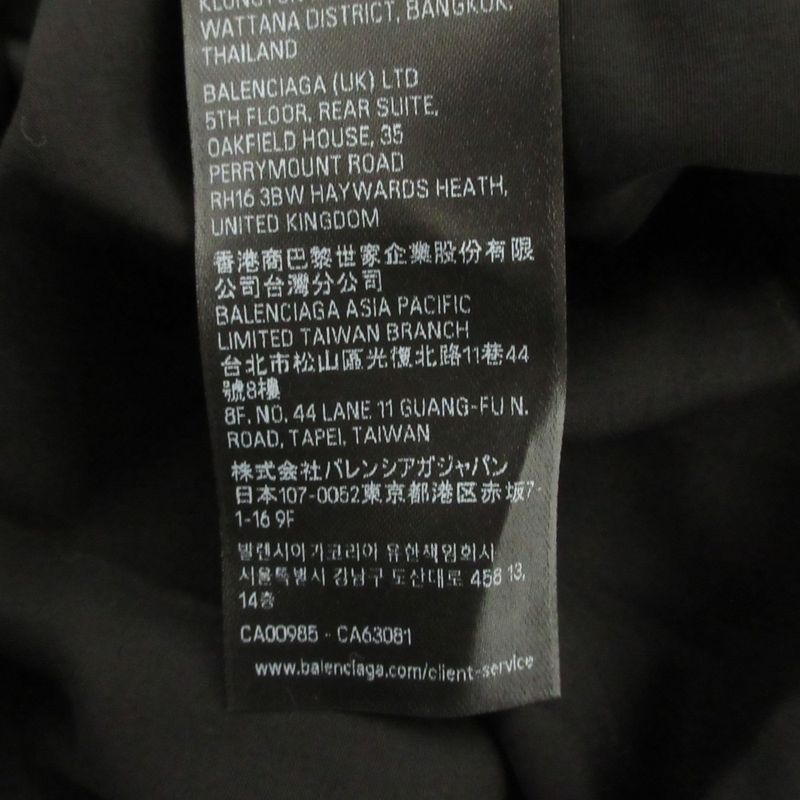 WATTANA DISTRICT, BANGKOK,
THAILAND
BALENCIAGA (UK) LTD
5TH FLOOR, REAR SUITE,
OAKFIELD HOUSE, 35
PERRYMOUNT ROAD
RH16 3BW HAYWARDS HEATH,
UNITED KINGDOM
香港商巴黎世家企業股份有限
公司台灣分公司
BALENCIAGA ASIA PACIFIC
LIMITED TAIWAN BRANCH
台北市松山區光復北路11巷44
號8樓
8F, NO. 44 LANE 11 GUANG-FU N.
ROAD, TAPEI, TAIWAN
株式会社バレンシアガジャパン
日本107-0052東京都港区赤坂7-
1-16 9F
발렌시아가코리아 유한책임회사
서울특별시 강남구 도산대로 458 13,
14층
CA00985 - CA63081
www.balenciaga.com/client-service